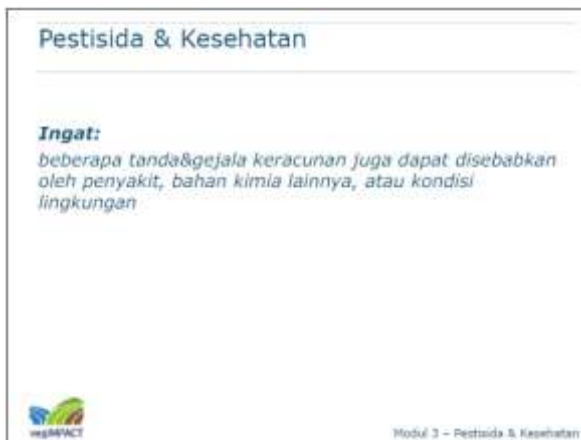 Pestisida & Kesehatan
Ingat:
beberapa tanda&gejala keracunan juga dapat disebabkan
oleh penyakit, bahan kimia lainnya, atau kondisi
lingkungan
vegIMPACT
Modul 3 – Pestisida & Kesehatan